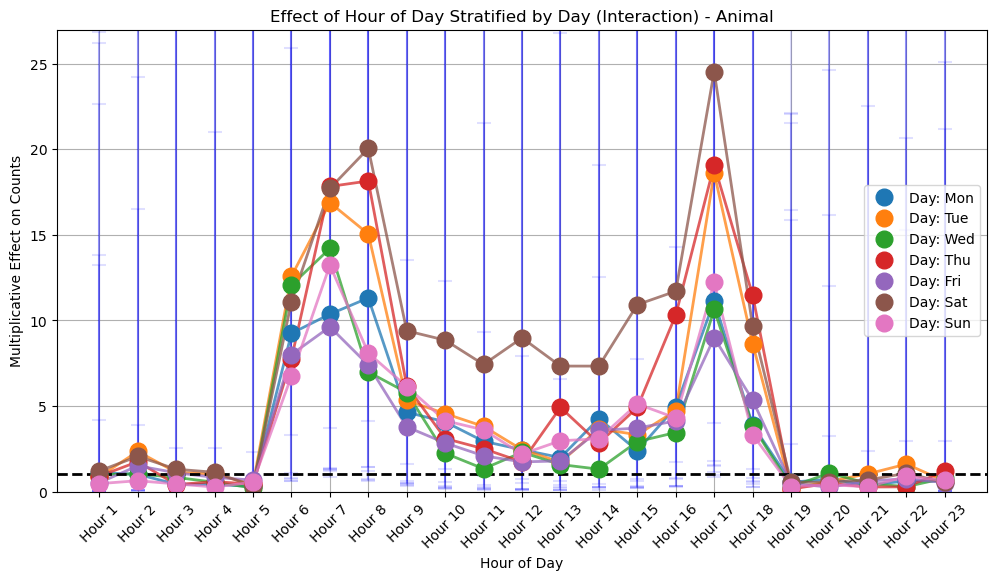 Effect of Hour of Day Stratified by Day (Interaction) - Animal
Multiplicative Effect on Counts
25
20
15
10
5
0
Day: Mon
Day: Tue
Day: Wed
Day: Thu
Day: Fri
Day: Sat
Day: Sun
Hour 1
Hour 2
Hour 3
Hour 4
Hour 5
Hour 6
Hour 7
Hour 8
Hour 9
Hour 10
Hour 11
Hour 12
Hour 13
Hour 14
Hour 15
Hour 16
Hour 17
Hour 18
Hour 19
Hour 20
Hour 21
Hour 22
Hour 23
Hour of Day